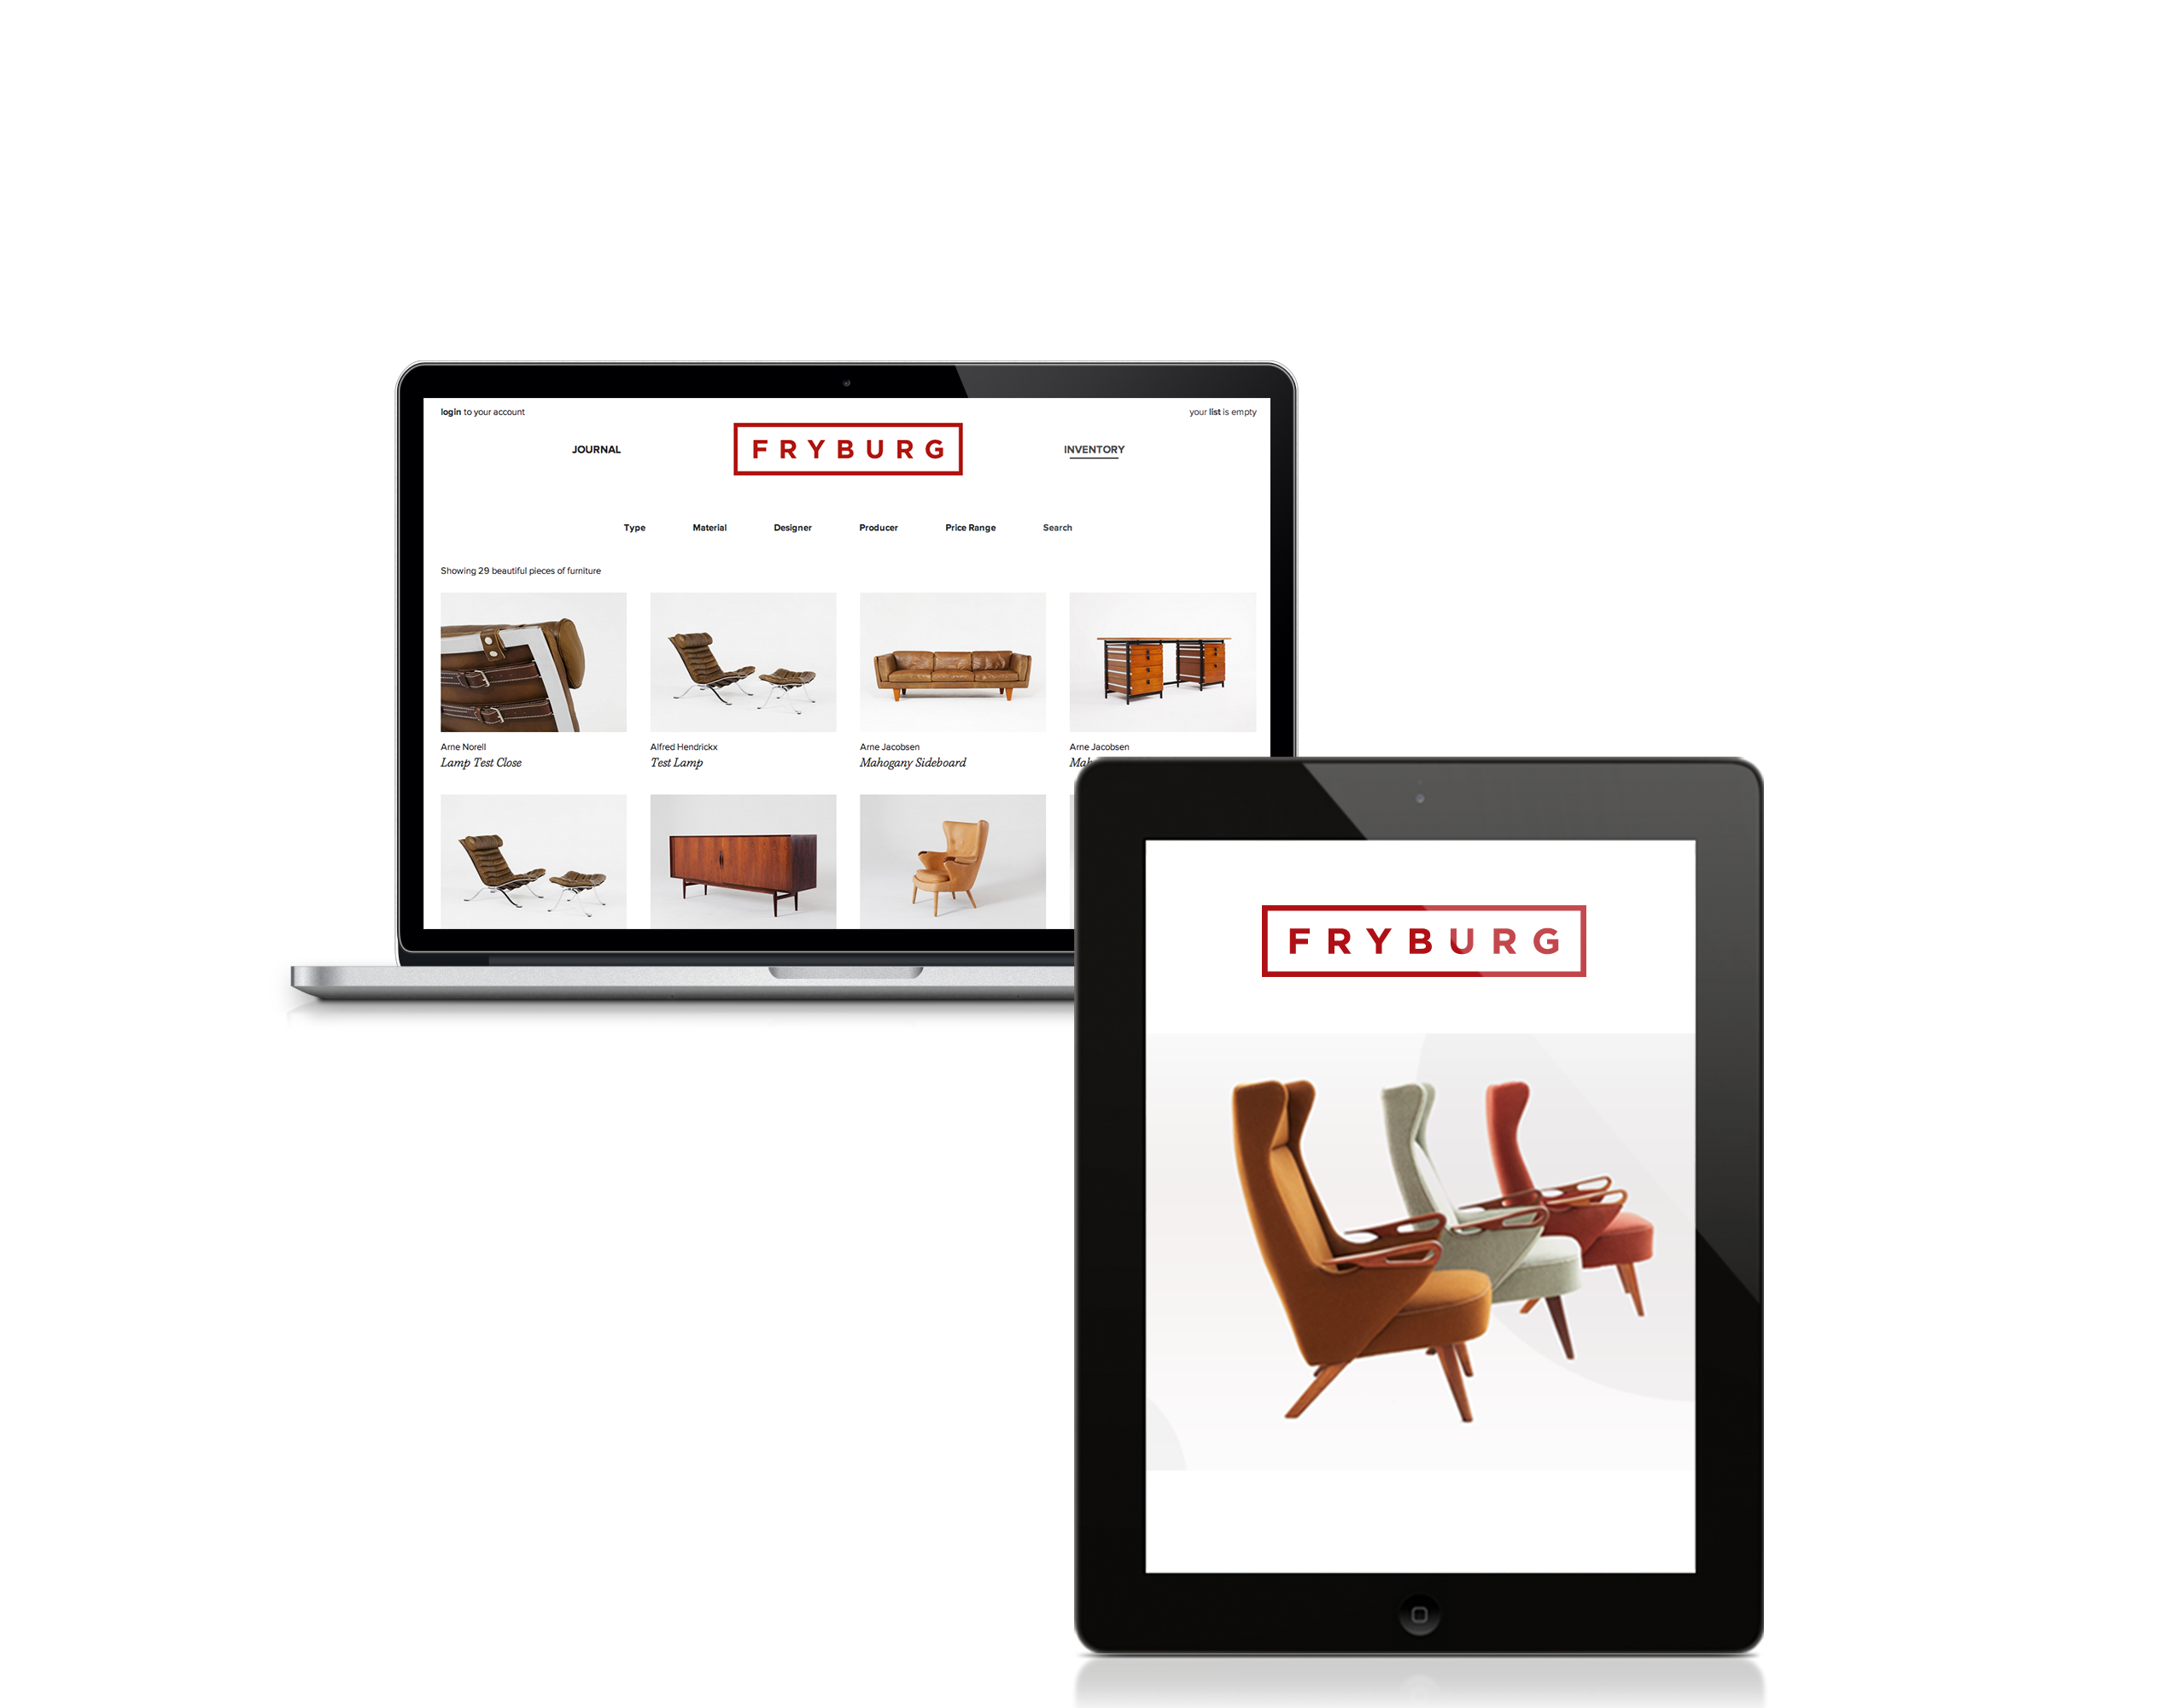 login to your account
your list is empty
JOURNAL
FRYBURG
INVENTORY
Type Material Designer Producer Price Range Search
Showing 29 beautiful pieces of furniture
Arne Norell
Lamp Test Close
Alfred Hendrickx
Test Lamp
Arne Jacobsen
Mahogany Sideboard
Arne Jacobsen
Mah
FRYBURG